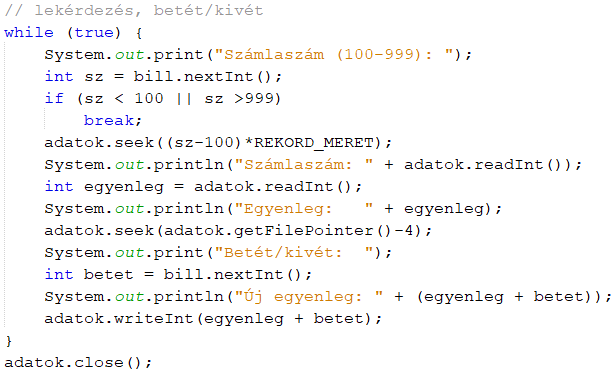 // lekérdezés, betét/kivét
while (true) {
    System.out.print("Számlaszám (100-999): ");
    int sz = bill.nextInt();
    if (sz < 100 || sz >999)
        break;
    adatok.seek((sz-100)*REKORD_MERET);
    System.out.println("Számlaszám: " + adatok.readInt());
    int egyenleg = adatok.readInt();
    System.out.println("Egyenleg:   " + egyenleg);
    adatok.seek(adatok.getFilePointer()-4);
    System.out.print("Betét/kivét:  ");
    int betet = bill.nextInt();
    System.out.println("Új egyenleg: " + (egyenleg + betet));
    adatok.writeInt(egyenleg + betet);
}
adatok.close();